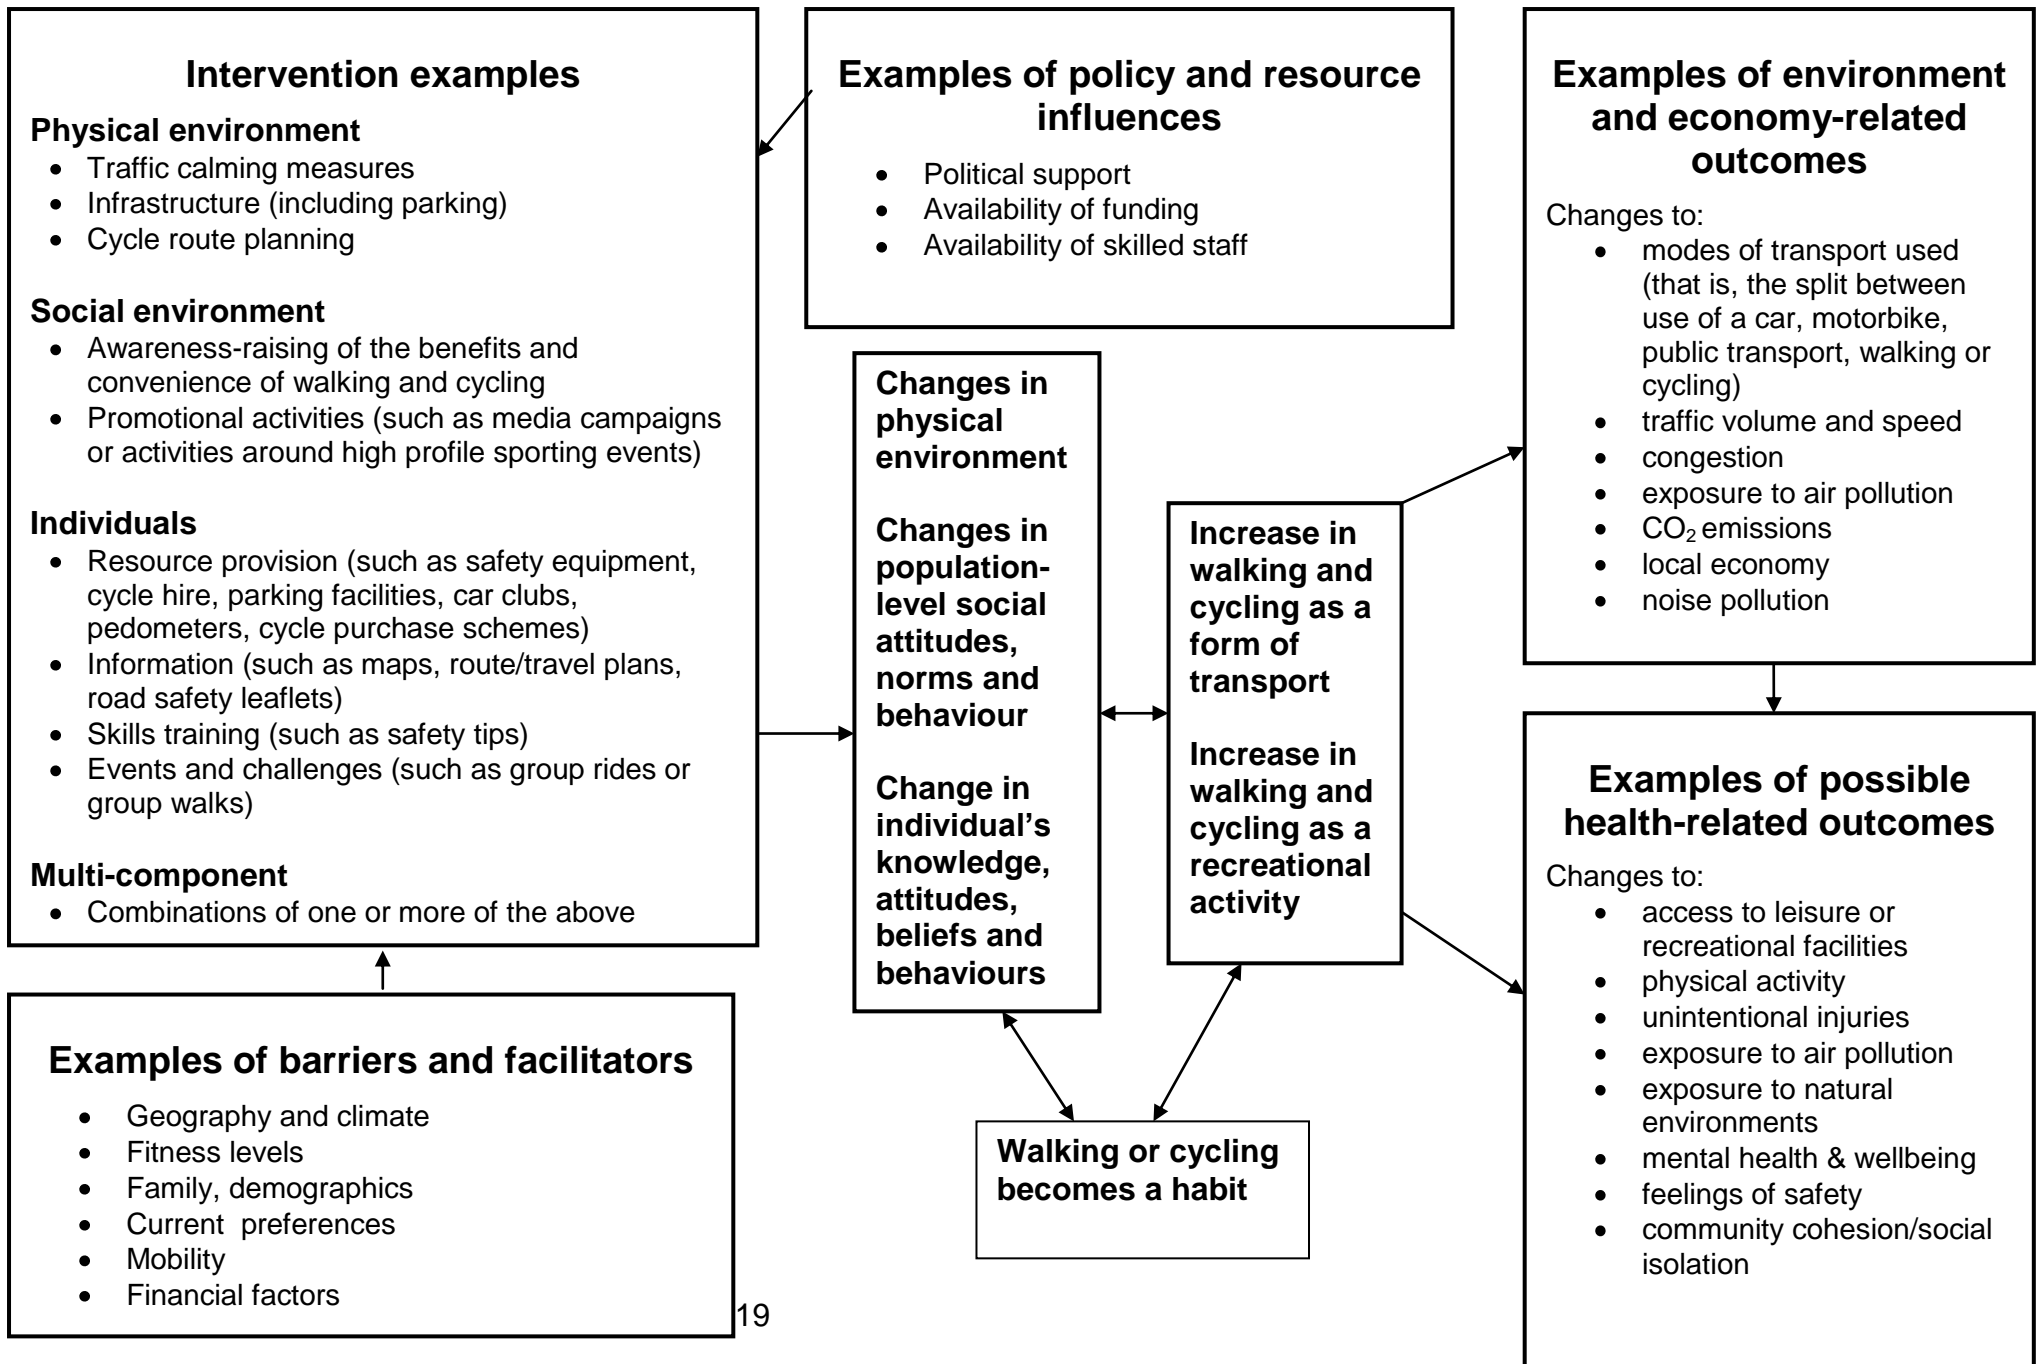 Intervention examples
Physical environment
• Traffic calming measures
• Infrastructure (including parking)
• Cycle route planning
Social environment
• Awareness-raising of the benefits and
convenience of walking and cycling
• Promotional activities (such as media campaigns
or activities around high profile sporting events)
Individuals
• Resource provision (such as safety equipment,
cycle hire, parking facilities, car clubs,
pedometers, cycle purchase schemes)
• Information (such as maps, route/travel plans,
road safety leaflets)
• Skills training (such as safety tips)
• Events and challenges (such as group rides or
group walks)
Multi-component
• Combinations of one or more of the above
Examples of barriers and facilitators
• Geography and climate
• Fitness levels
• Family, demographics
• Current  preferences
• Mobility
• Financial factors
Examples of policy and resource
influences
• Political support
• Availability of funding
• Availability of skilled staff
Changes in
physical
environment
Changes in
population-
level social
attitudes,
norms and
behaviour
Change in
individual’s
knowledge,
attitudes,
beliefs and
behaviours
Increase in
walking and
cycling as a
form of
transport
Increase in
walking and
cycling as a
recreational
activity
Walking or cycling
becomes a habit
Examples of environment
and economy-related
outcomes
Changes to:
• modes of transport used
(that is, the split between
use of a car, motorbike,
public transport, walking or
cycling)
• traffic volume and speed
• congestion
• exposure to air pollution
• CO₂ emissions
• local economy
• noise pollution
Examples of possible
health-related outcomes
Changes to:
• access to leisure or
recreational facilities
• physical activity
• unintentional injuries
• exposure to air pollution
• exposure to natural
environments
• mental health & wellbeing
• feelings of safety
• community cohesion/social
isolation
19